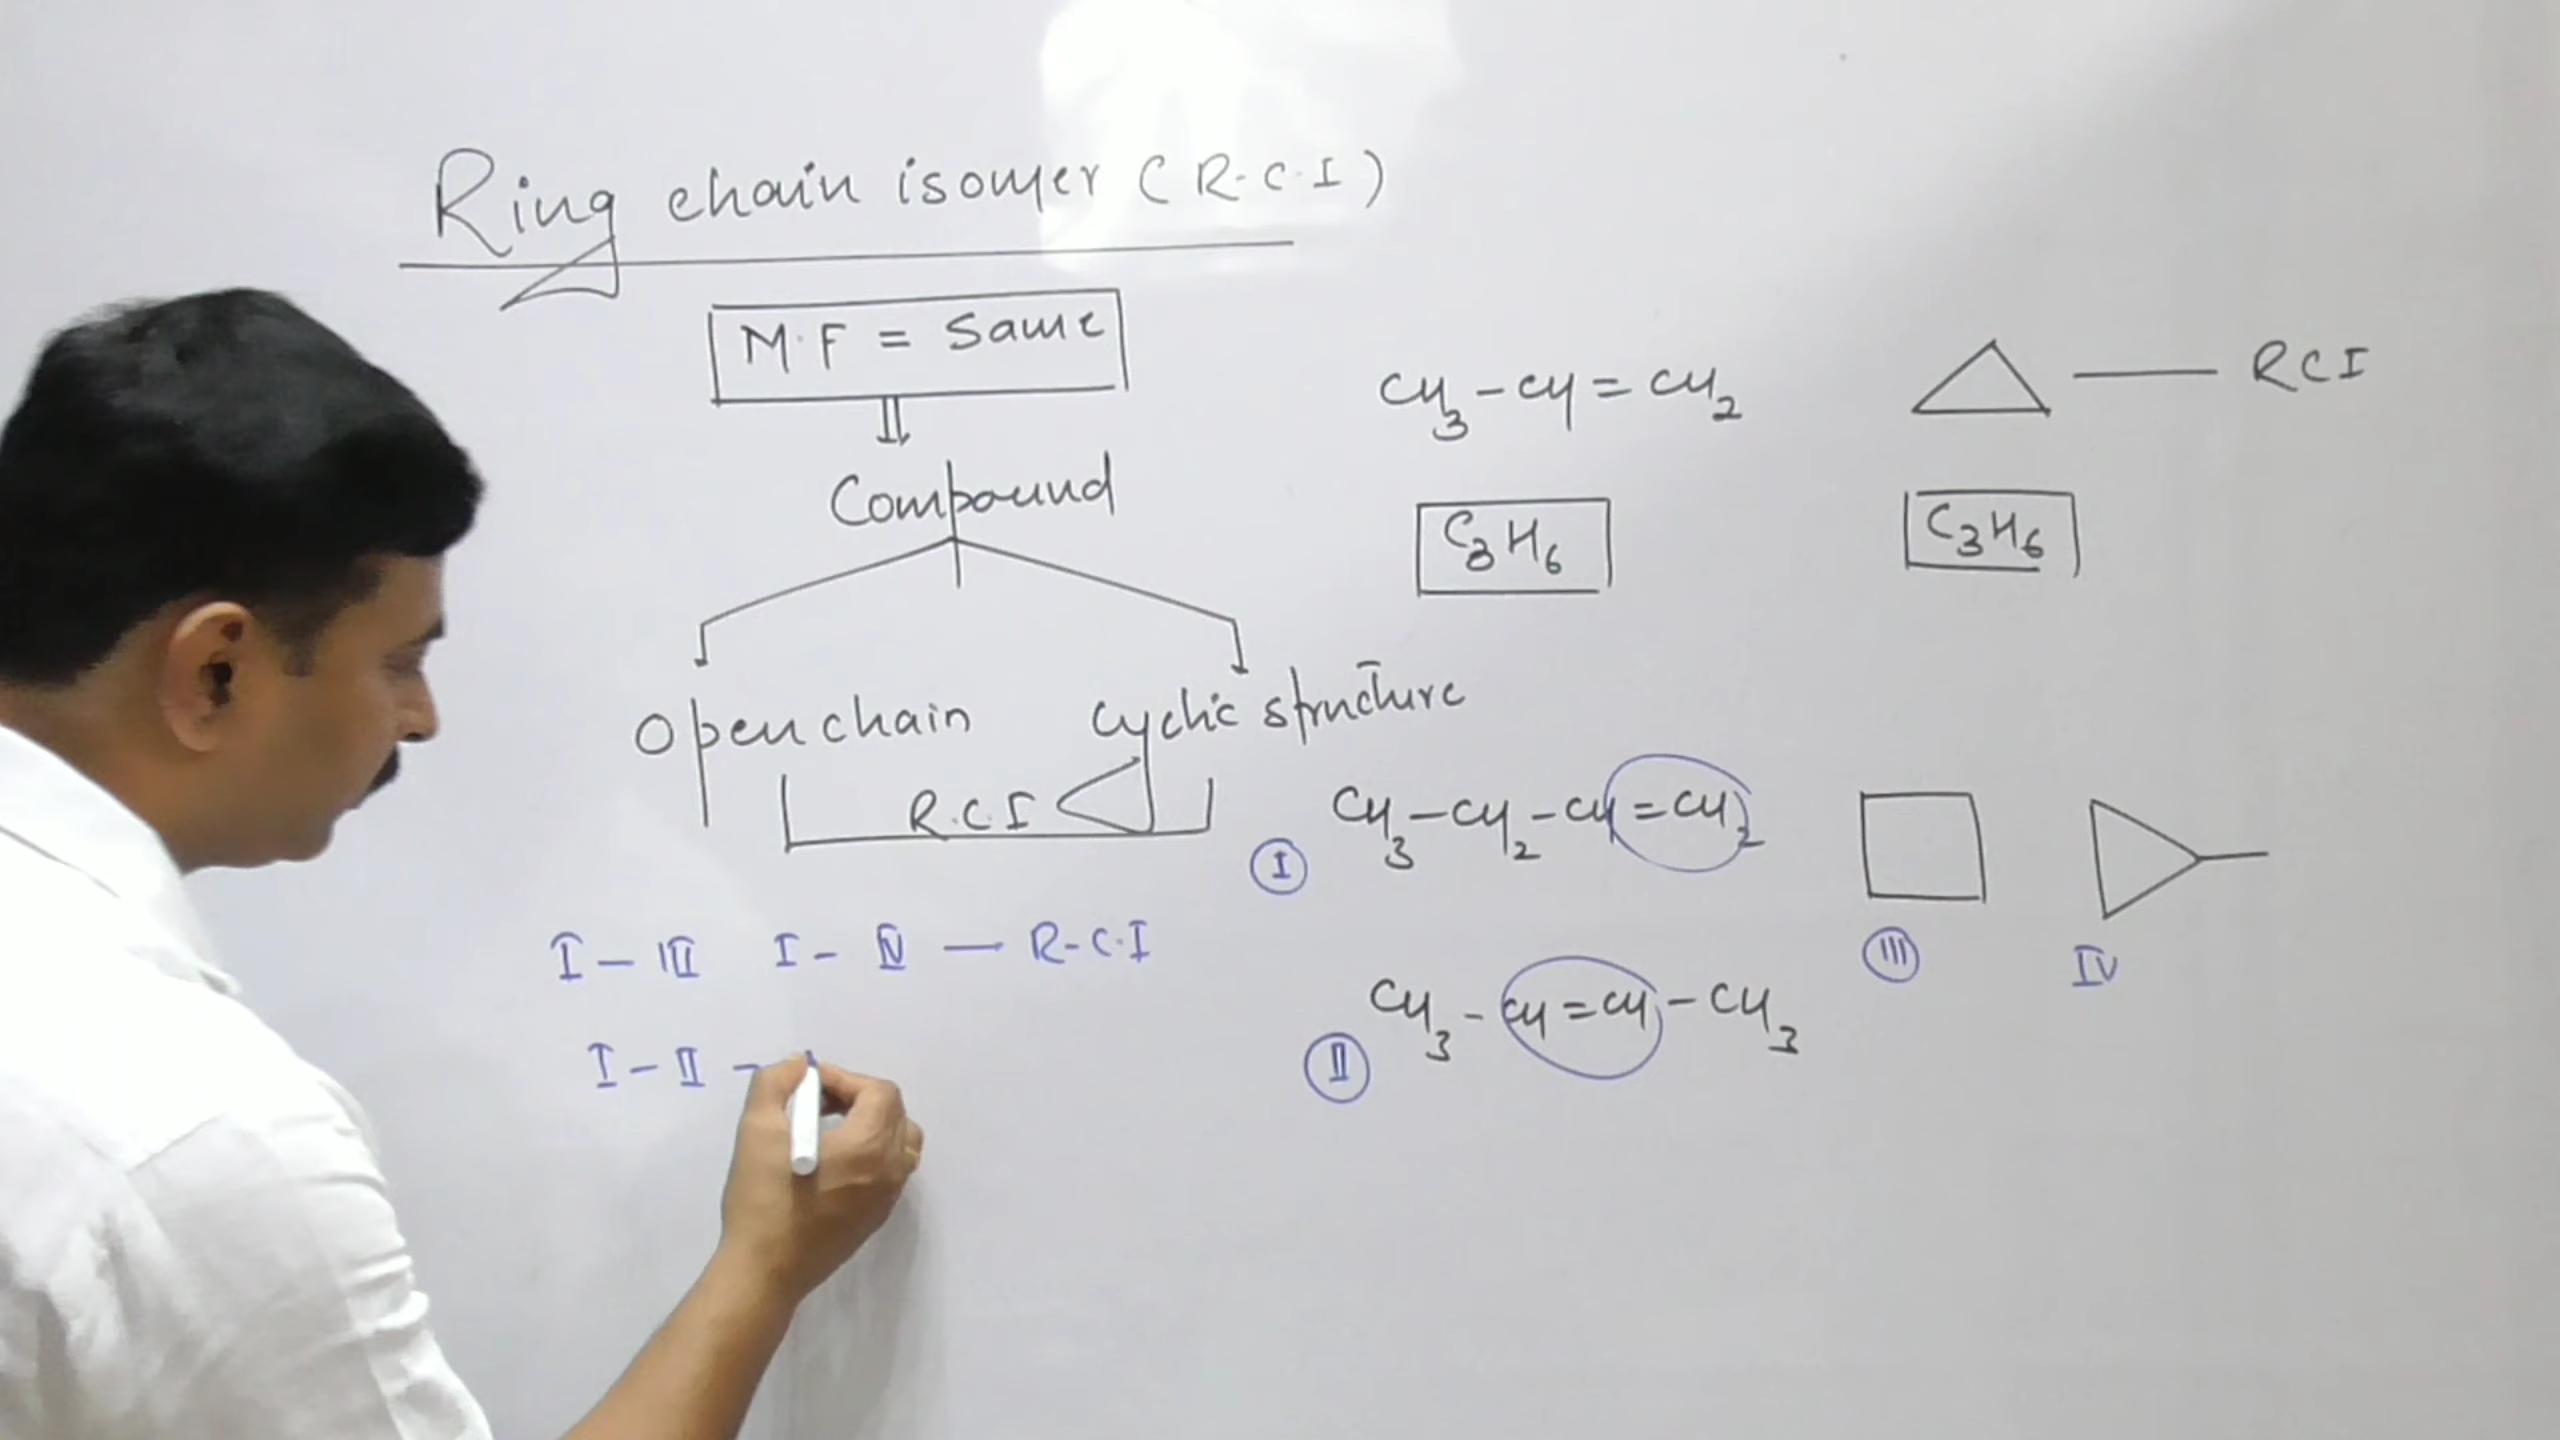 Ring chain isomer (R.C.I)
M.F = Same
Compound
Open chain
cyclic structure
R.C.I
I - III I - IV — R-C.I
I - II -
CH3 - CH = CH2
RCI
C3H6
C3H6
CH3 - CH2 - CH = CH2
I
III
IV
CH3 - CH = CH - CH3
II